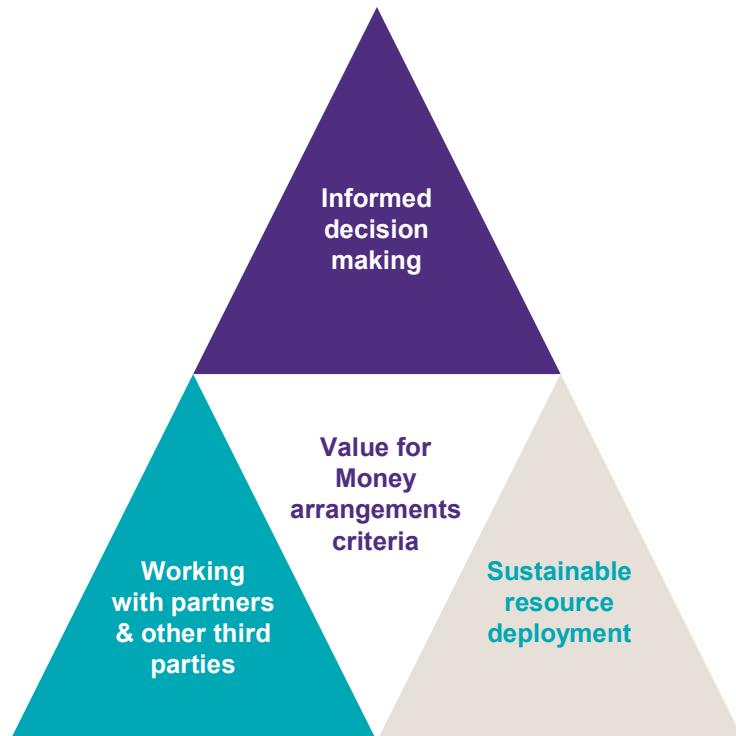 Informed
decision
making
Value for
Money
arrangements
criteria
Working
with partners
& other third
parties
Sustainable
resource
deployment